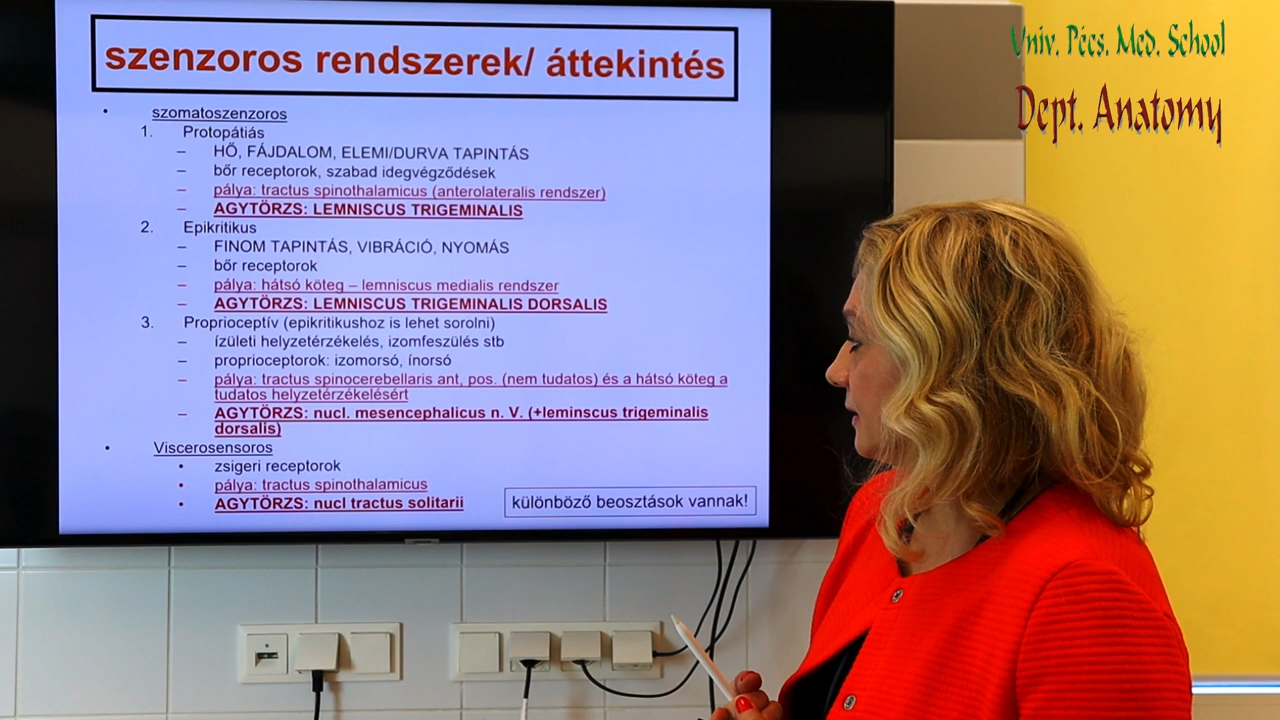 szenzoros rendszerek/ áttekintés
• szomatoszenzoros
1. Protopátiás
– HŐ, FÁJDALOM, ELEMI/DURVA TAPINTÁS
– bőr receptorok, szabad idegvégződések
– pálya: tractus spinothalamicus (anterolateralis rendszer)
– AGYTÖRZS: LEMNISCUS TRIGEMINALIS
2. Epikritikus
– FINOM TAPINTÁS, VIBRÁCIÓ, NYOMÁS
– bőr receptorok
– pálya: hátsó köteg – lemniscus medialis rendszer
– AGYTÖRZS: LEMNISCUS TRIGEMINALIS DORSALIS
3. Proprioceptív (epikritikushoz is lehet sorolni)
– ízületi helyzetérzékelés, izomfeszülés stb
– proprioceptorok: izomorsó, ínorsó
– pálya: tractus spinocerebellaris ant, pos. (nem tudatos) és a hátsó köteg a
tudatos helyzetérzékelésért
– AGYTÖRZS: nucl. mesencephalicus n. V. (+leminscus trigeminalis
dorsalis)
• Viscerosensoros
• zsigeri receptorok
• pálya: tractus spinothalamicus
• AGYTÖRZS: nucl tractus solitarii
különböző beosztások vannak!
Univ. Pécs. Med. School
Dept. Anatomy